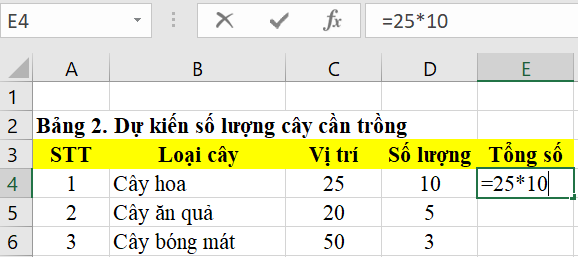 E4 fx =25*10
A B C D E
1
2 Bảng 2. Dự kiến số lượng cây cần trồng
3 STT Loại cây Vị trí Số lượng Tổng số
4 1 Cây hoa 25 10 =25*10
5 2 Cây ăn quả 20 5
6 3 Cây bóng mát 50 3